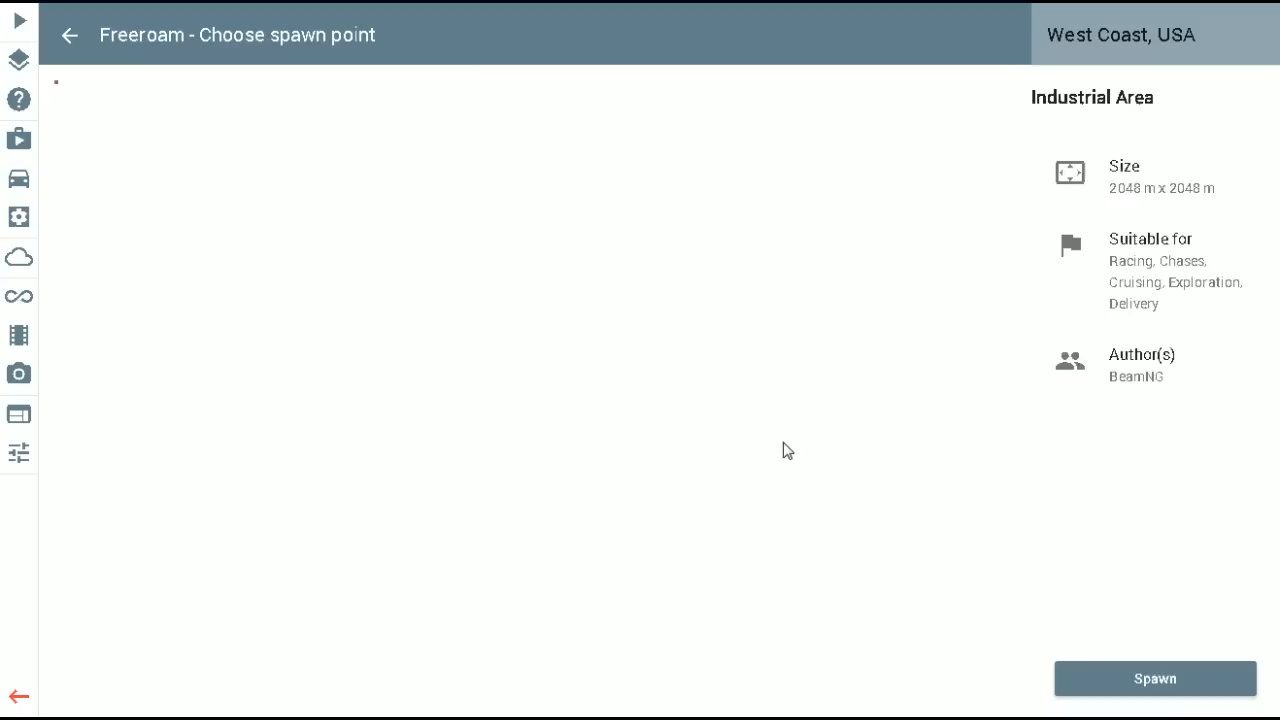 Freeroam - Choose spawn point
West Coast, USA
Industrial Area
Size
2048 m x 2048 m
Suitable for
Racing, Chases,
Cruising, Exploration,
Delivery
Author(s)
BeamNG
Spawn